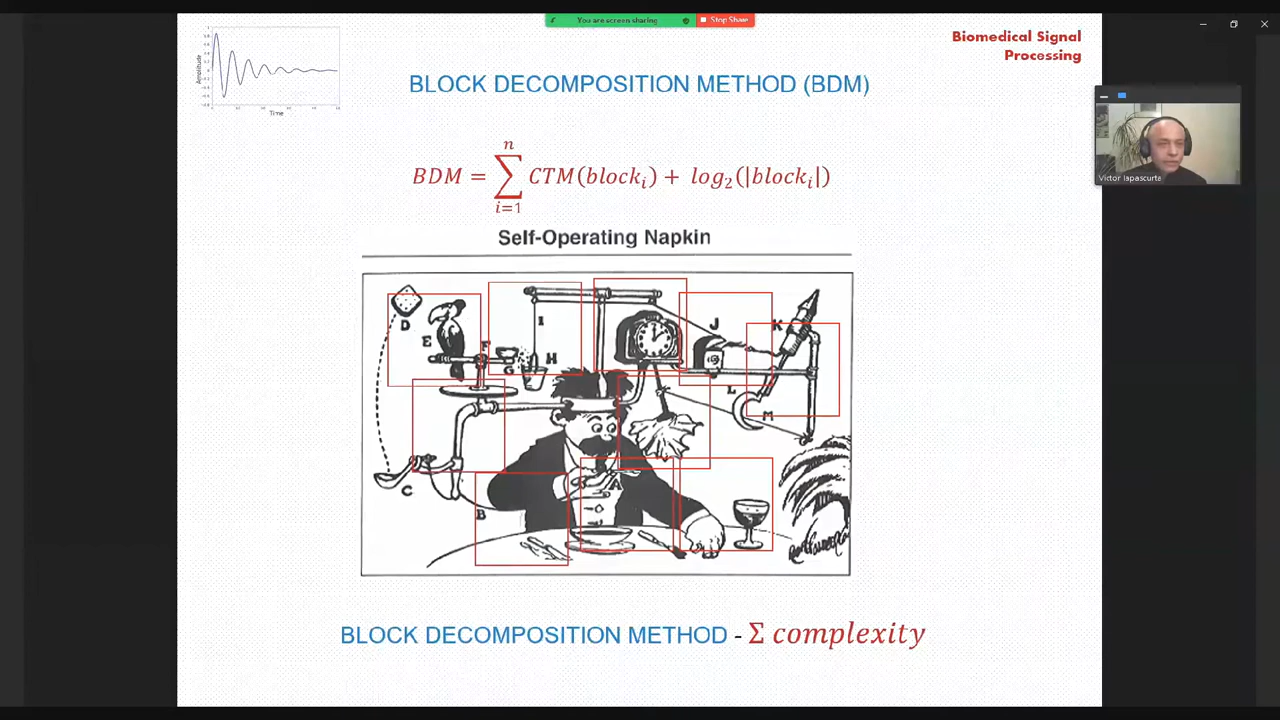 You are screen sharing
Stop Share
Biomedical Signal
Processing
Amplitude
Time
BLOCK DECOMPOSITION METHOD (BDM)
BDM = \sum_{i=1}^{n} CTM(block_i) + log_2(|block_i|)
Victor Iapascurta
Self-Operating Napkin
D
E
F
G
H
I
J
K
L
M
C
B
A
BLOCK DECOMPOSITION METHOD - Σ complexity